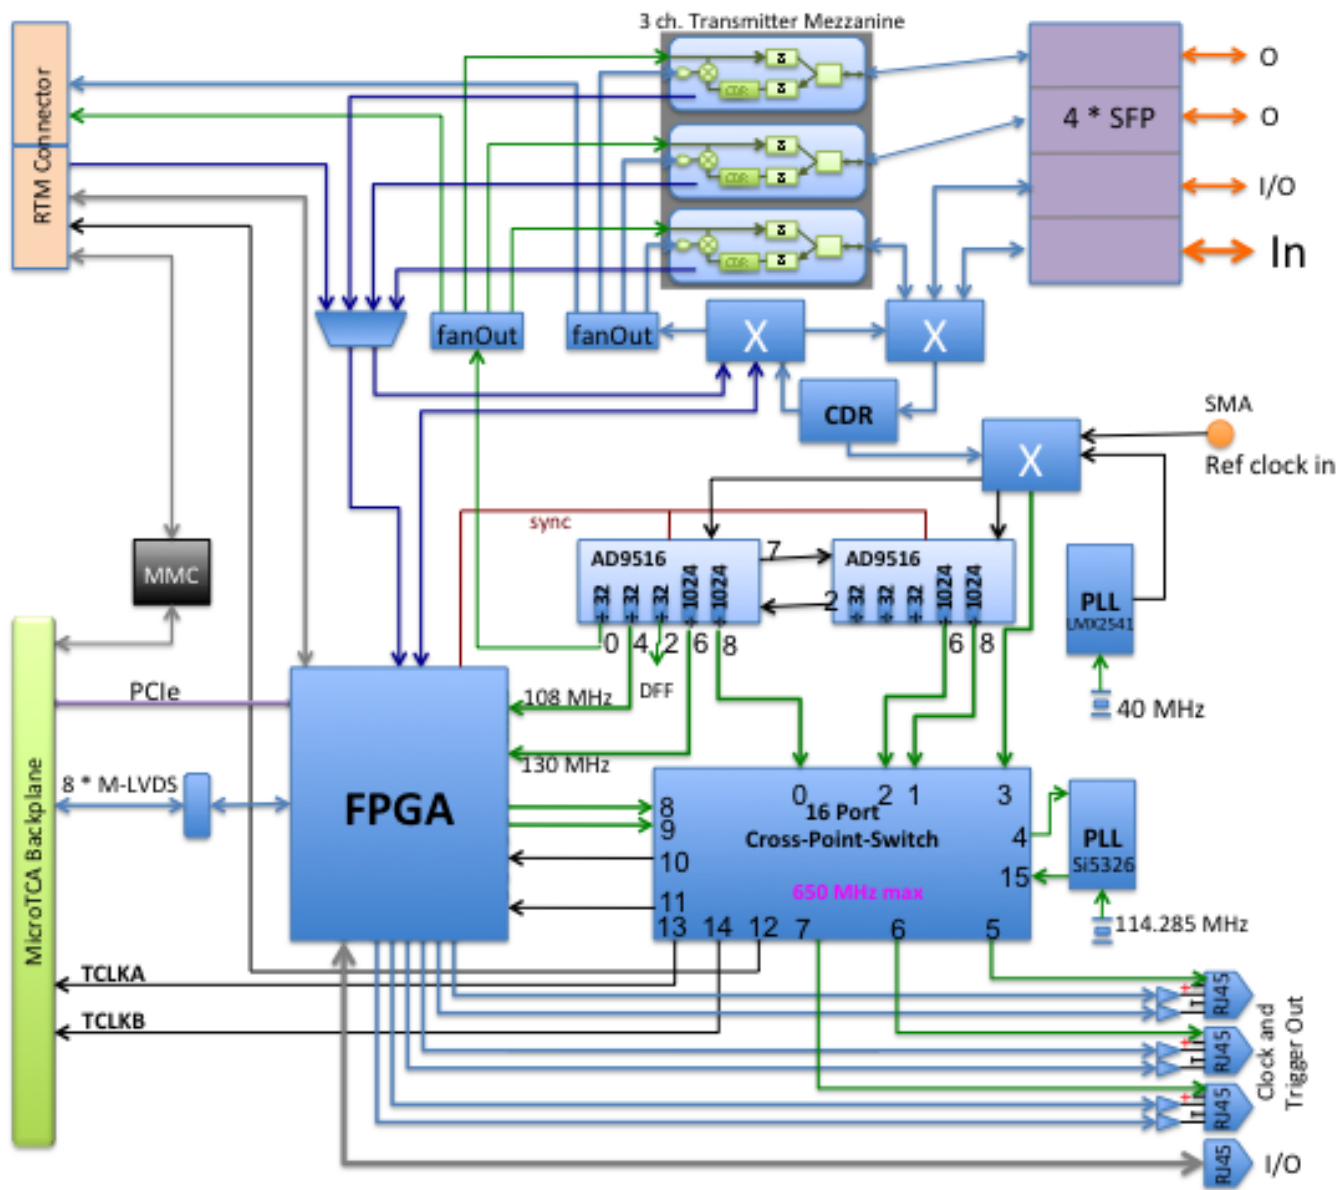 3 ch. Transmitter Mezzanine
RTM Connector
CDR
CDR
CDR
4 * SFP
O
O
I/O
In
fanOut
fanOut
X
X
CDR
SMA
X
Ref clock in
sync
MMC
AD9516
÷ 32
÷ 32
÷ 32
÷ 1024
÷ 1024
7
2
AD9516
÷ 32
÷ 32
÷ 32
÷ 1024
÷ 1024
0
4
2
6
8
6
8
PLL
LMX2541
40 MHz
DFF
PCIe
108 MHz
130 MHz
8 * M-LVDS
MicroTCA Backplane
FPGA
0
2
1
3
8
16 Port
9
Cross-Point-Switch
4
10
15
11
650 MHz max
13
14
12
7
6
5
PLL
Si5326
114.285 MHz
TCLKA
TCLKB
RJ45
RJ45
RJ45
RJ45
Clock and
Trigger Out
I/O